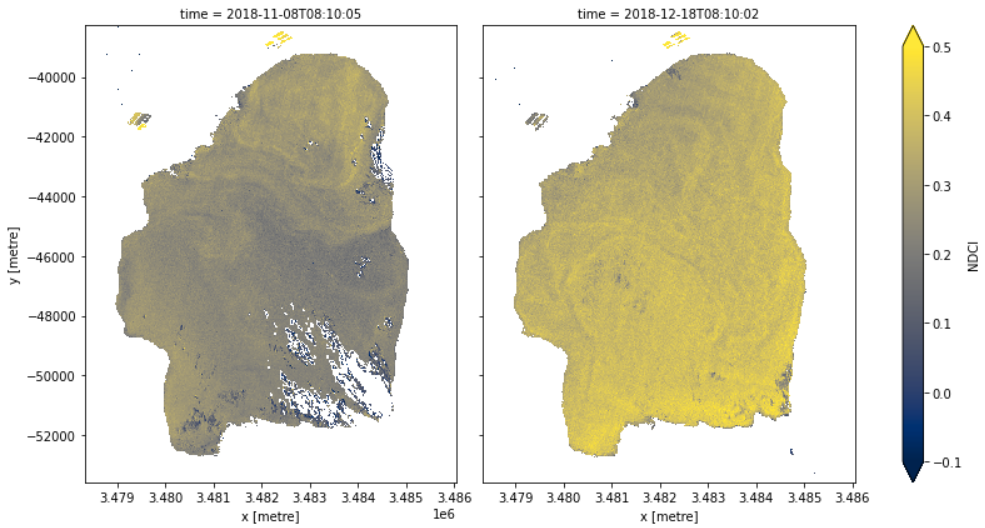 time = 2018-11-08T08:10:05
time = 2018-12-18T08:10:02
−40000
−42000
−44000
−46000
−48000
−50000
−52000
y [metre]
3.479 3.480 3.481 3.482 3.483 3.484 3.485 3.486
1e6
x [metre]
3.479 3.480 3.481 3.482 3.483 3.484 3.485 3.486
x [metre]
0.5
0.4
0.3
0.2
0.1
0.0
−0.1
NDCI